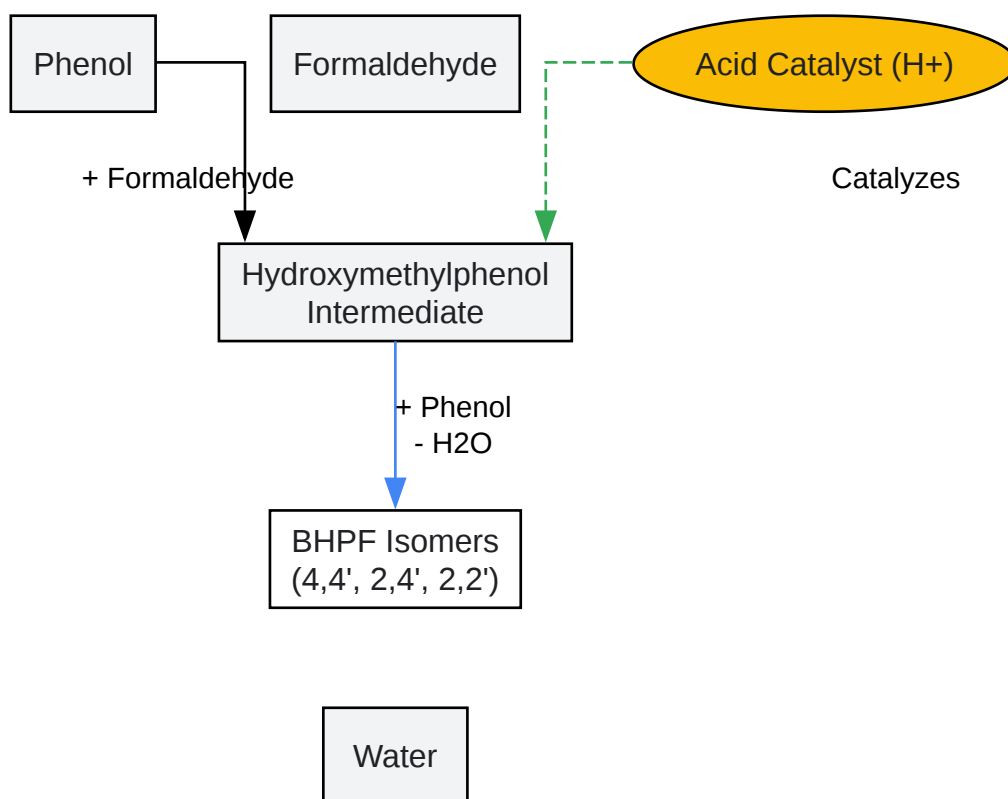 Phenol
Formaldehyde
Acid Catalyst (H+)
+ Formaldehyde
Catalyzes
Hydroxymethylphenol
Intermediate
+ Phenol
- H2O
BHPF Isomers
(4,4', 2,4', 2,2')
Water